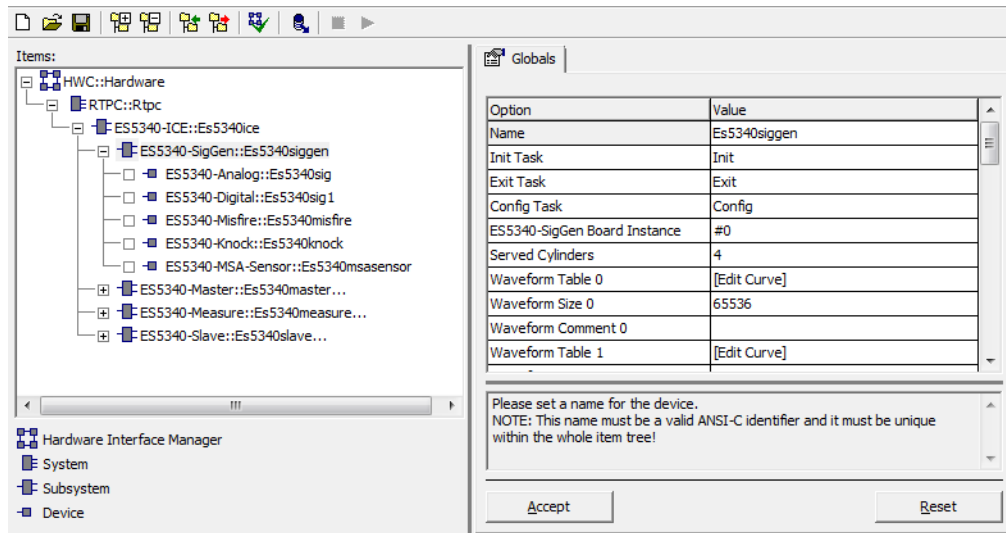 Items:
HWC::Hardware
RTPC::Rtpc
ES5340-ICE::Es5340ice
ES5340-SigGen::Es5340siggen
ES5340-Analog::Es5340sig
ES5340-Digital::Es5340sig1
ES5340-Misfire::Es5340misfire
ES5340-Knock::Es5340knock
ES5340-MSA-Sensor::Es5340msasensor
ES5340-Master::Es5340master...
ES5340-Measure::Es5340measure...
ES5340-Slave::Es5340slave...
Hardware Interface Manager
System
Subsystem
Device
Globals
Option Value
Name Es5340siggen
Init Task Init
Exit Task Exit
Config Task Config
ES5340-SigGen Board Instance #0
Served Cylinders 4
Waveform Table 0 [Edit Curve]
Waveform Size 0 65536
Waveform Comment 0
Waveform Table 1 [Edit Curve]
Please set a name for the device.
NOTE: This name must be a valid ANSI-C identifier and it must be unique
within the whole item tree!
Accept Reset